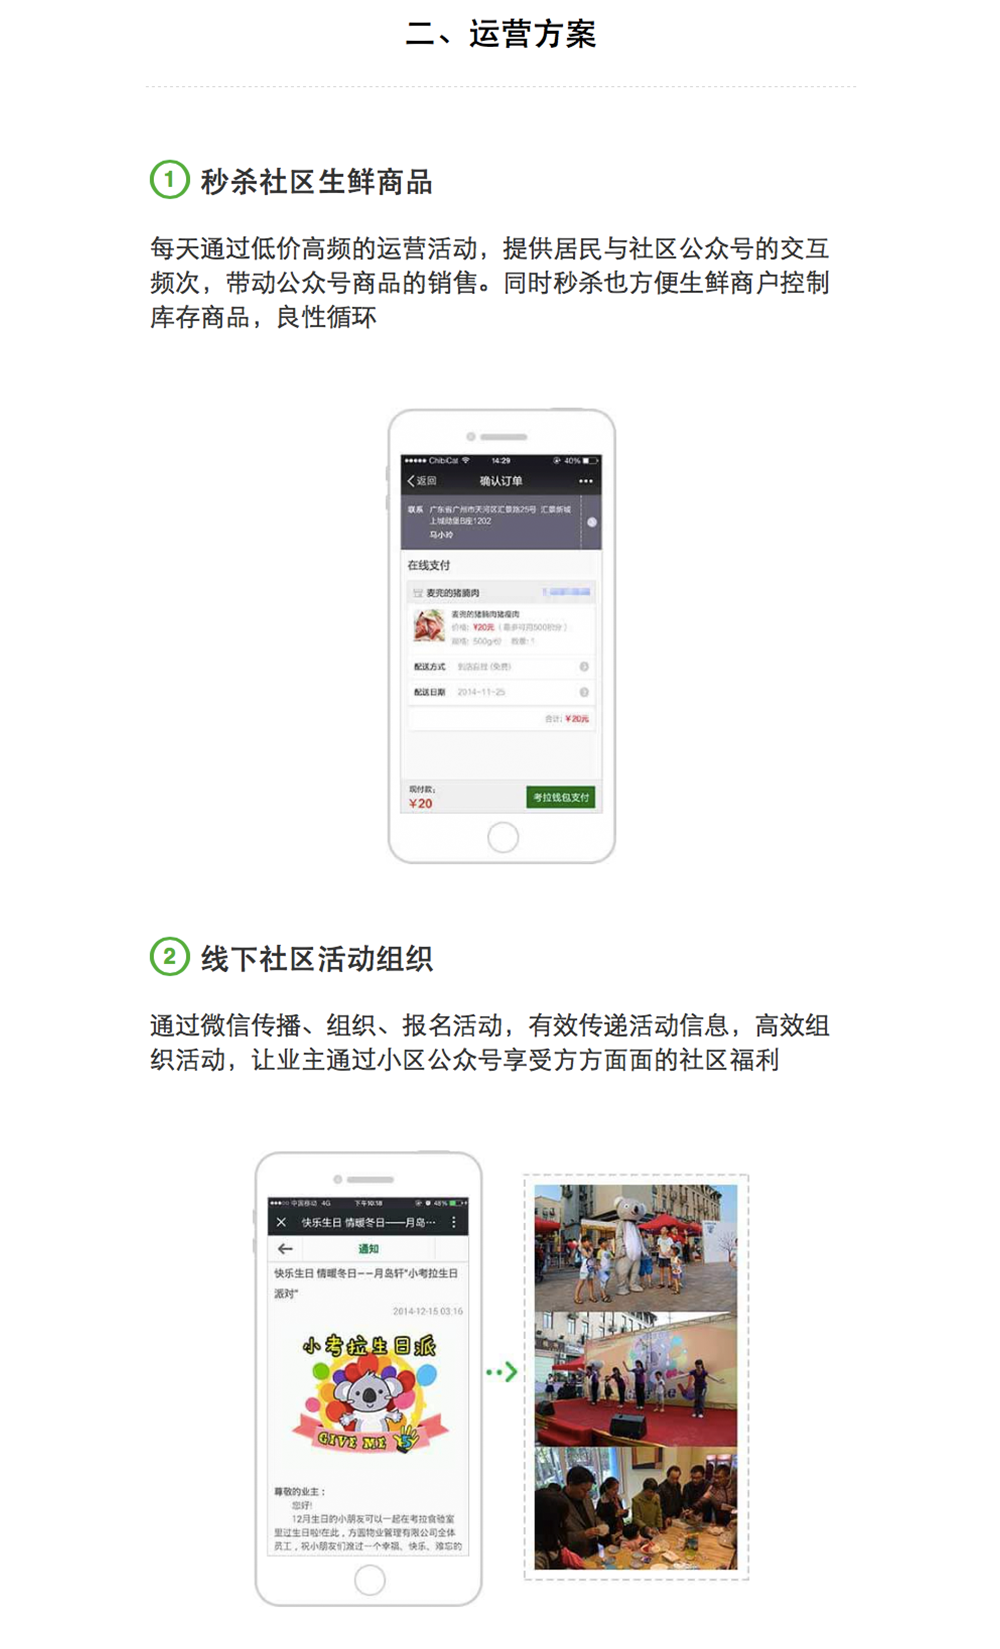 二、运营方案
1 秒杀社区生鲜商品
每天通过低价高频的运营活动，提供居民与社区公众号的交互
频次，带动公众号商品的销售。同时秒杀也方便生鲜商户控制
库存商品，良性循环
ChibiCat 14:29 40%
返回 确认订单
联系 广东省广州市天河区汇景路25号 汇景新城
上城勋堡B座1202
马小玲
在线支付
麦兜的猪腩肉
麦兜的猪腩肉猪瘦肉
价格: ¥20元 (最多可用500积分)
规格: 500g/份 数量: 1
配送方式 到店自提 (免费)
配送日期 2014-11-25
合计: ¥20元
现付款:
¥20 考拉钱包支付
2 线下社区活动组织
通过微信传播、组织、报名活动，有效传递活动信息，高效组
织活动，让业主通过小区公众号享受方方面面的社区福利
中国移动 4G 下午10:18 48%
快乐生日 情暖冬日——月岛…
通知
快乐生日 情暖冬日——月岛轩"小考拉生日
派对"
2014-12-15 03:16
小考拉生日派
GIVE ME 5
尊敬的业主：
您好!
12月生日的小朋友可以一起在考拉食验室
里过生日啦!在此，方圆物业管理有限公司全体
员工，祝小朋友们渡过一个幸福、快乐、难忘的